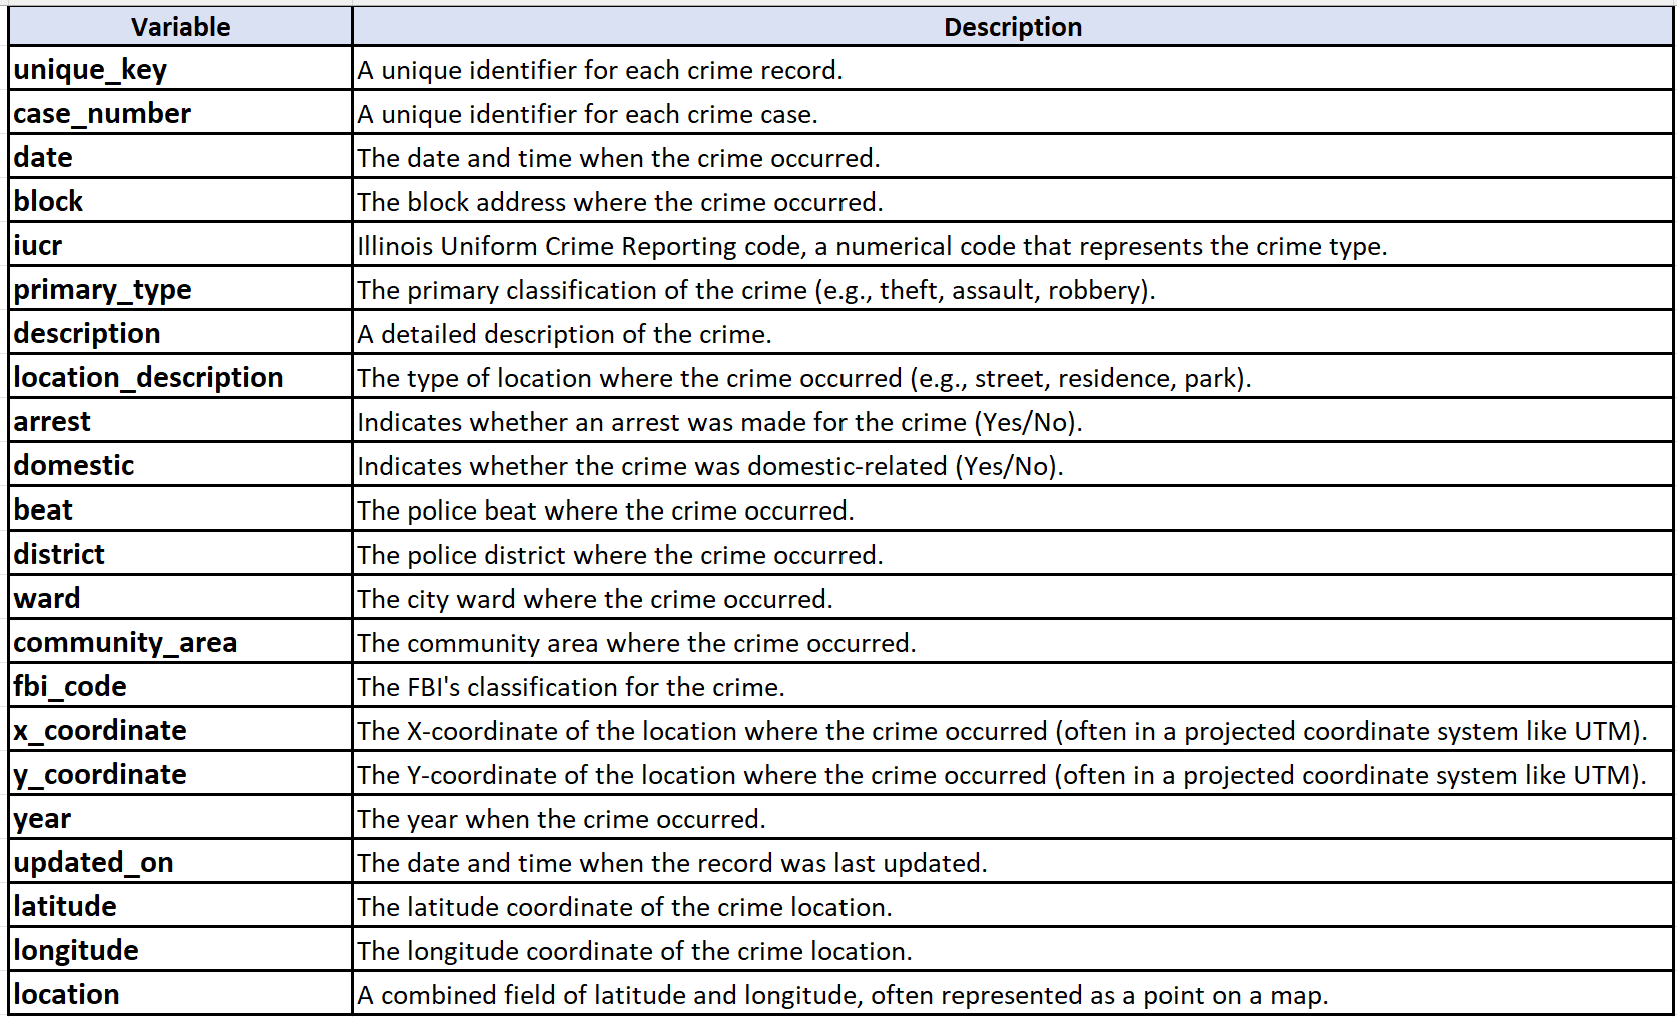 Variable Description
unique_key A unique identifier for each crime record.
case_number A unique identifier for each crime case.
date The date and time when the crime occurred.
block The block address where the crime occurred.
iucr Illinois Uniform Crime Reporting code, a numerical code that represents the crime type.
primary_type The primary classification of the crime (e.g., theft, assault, robbery).
description A detailed description of the crime.
location_description The type of location where the crime occurred (e.g., street, residence, park).
arrest Indicates whether an arrest was made for the crime (Yes/No).
domestic Indicates whether the crime was domestic-related (Yes/No).
beat The police beat where the crime occurred.
district The police district where the crime occurred.
ward The city ward where the crime occurred.
community_area The community area where the crime occurred.
fbi_code The FBI's classification for the crime.
x_coordinate The X-coordinate of the location where the crime occurred (often in a projected coordinate system like UTM).
y_coordinate The Y-coordinate of the location where the crime occurred (often in a projected coordinate system like UTM).
year The year when the crime occurred.
updated_on The date and time when the record was last updated.
latitude The latitude coordinate of the crime location.
longitude The longitude coordinate of the crime location.
location A combined field of latitude and longitude, often represented as a point on a map.